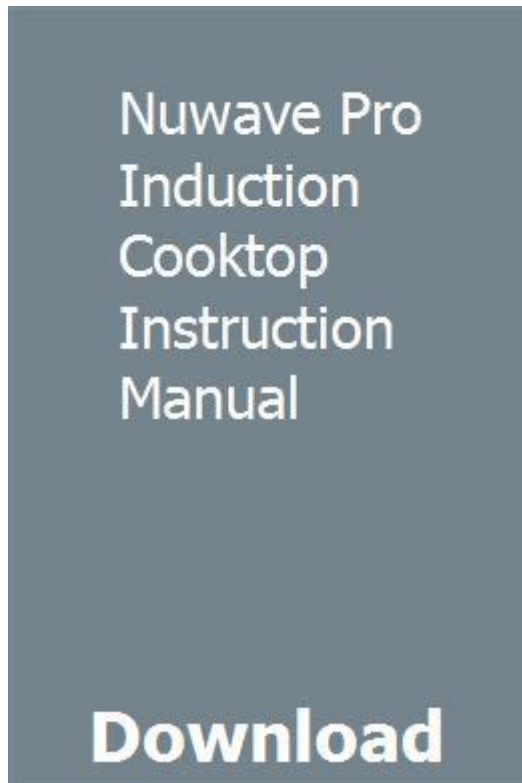 Nuwave Pro
Induction
Cooktop
Instruction
Manual
Download